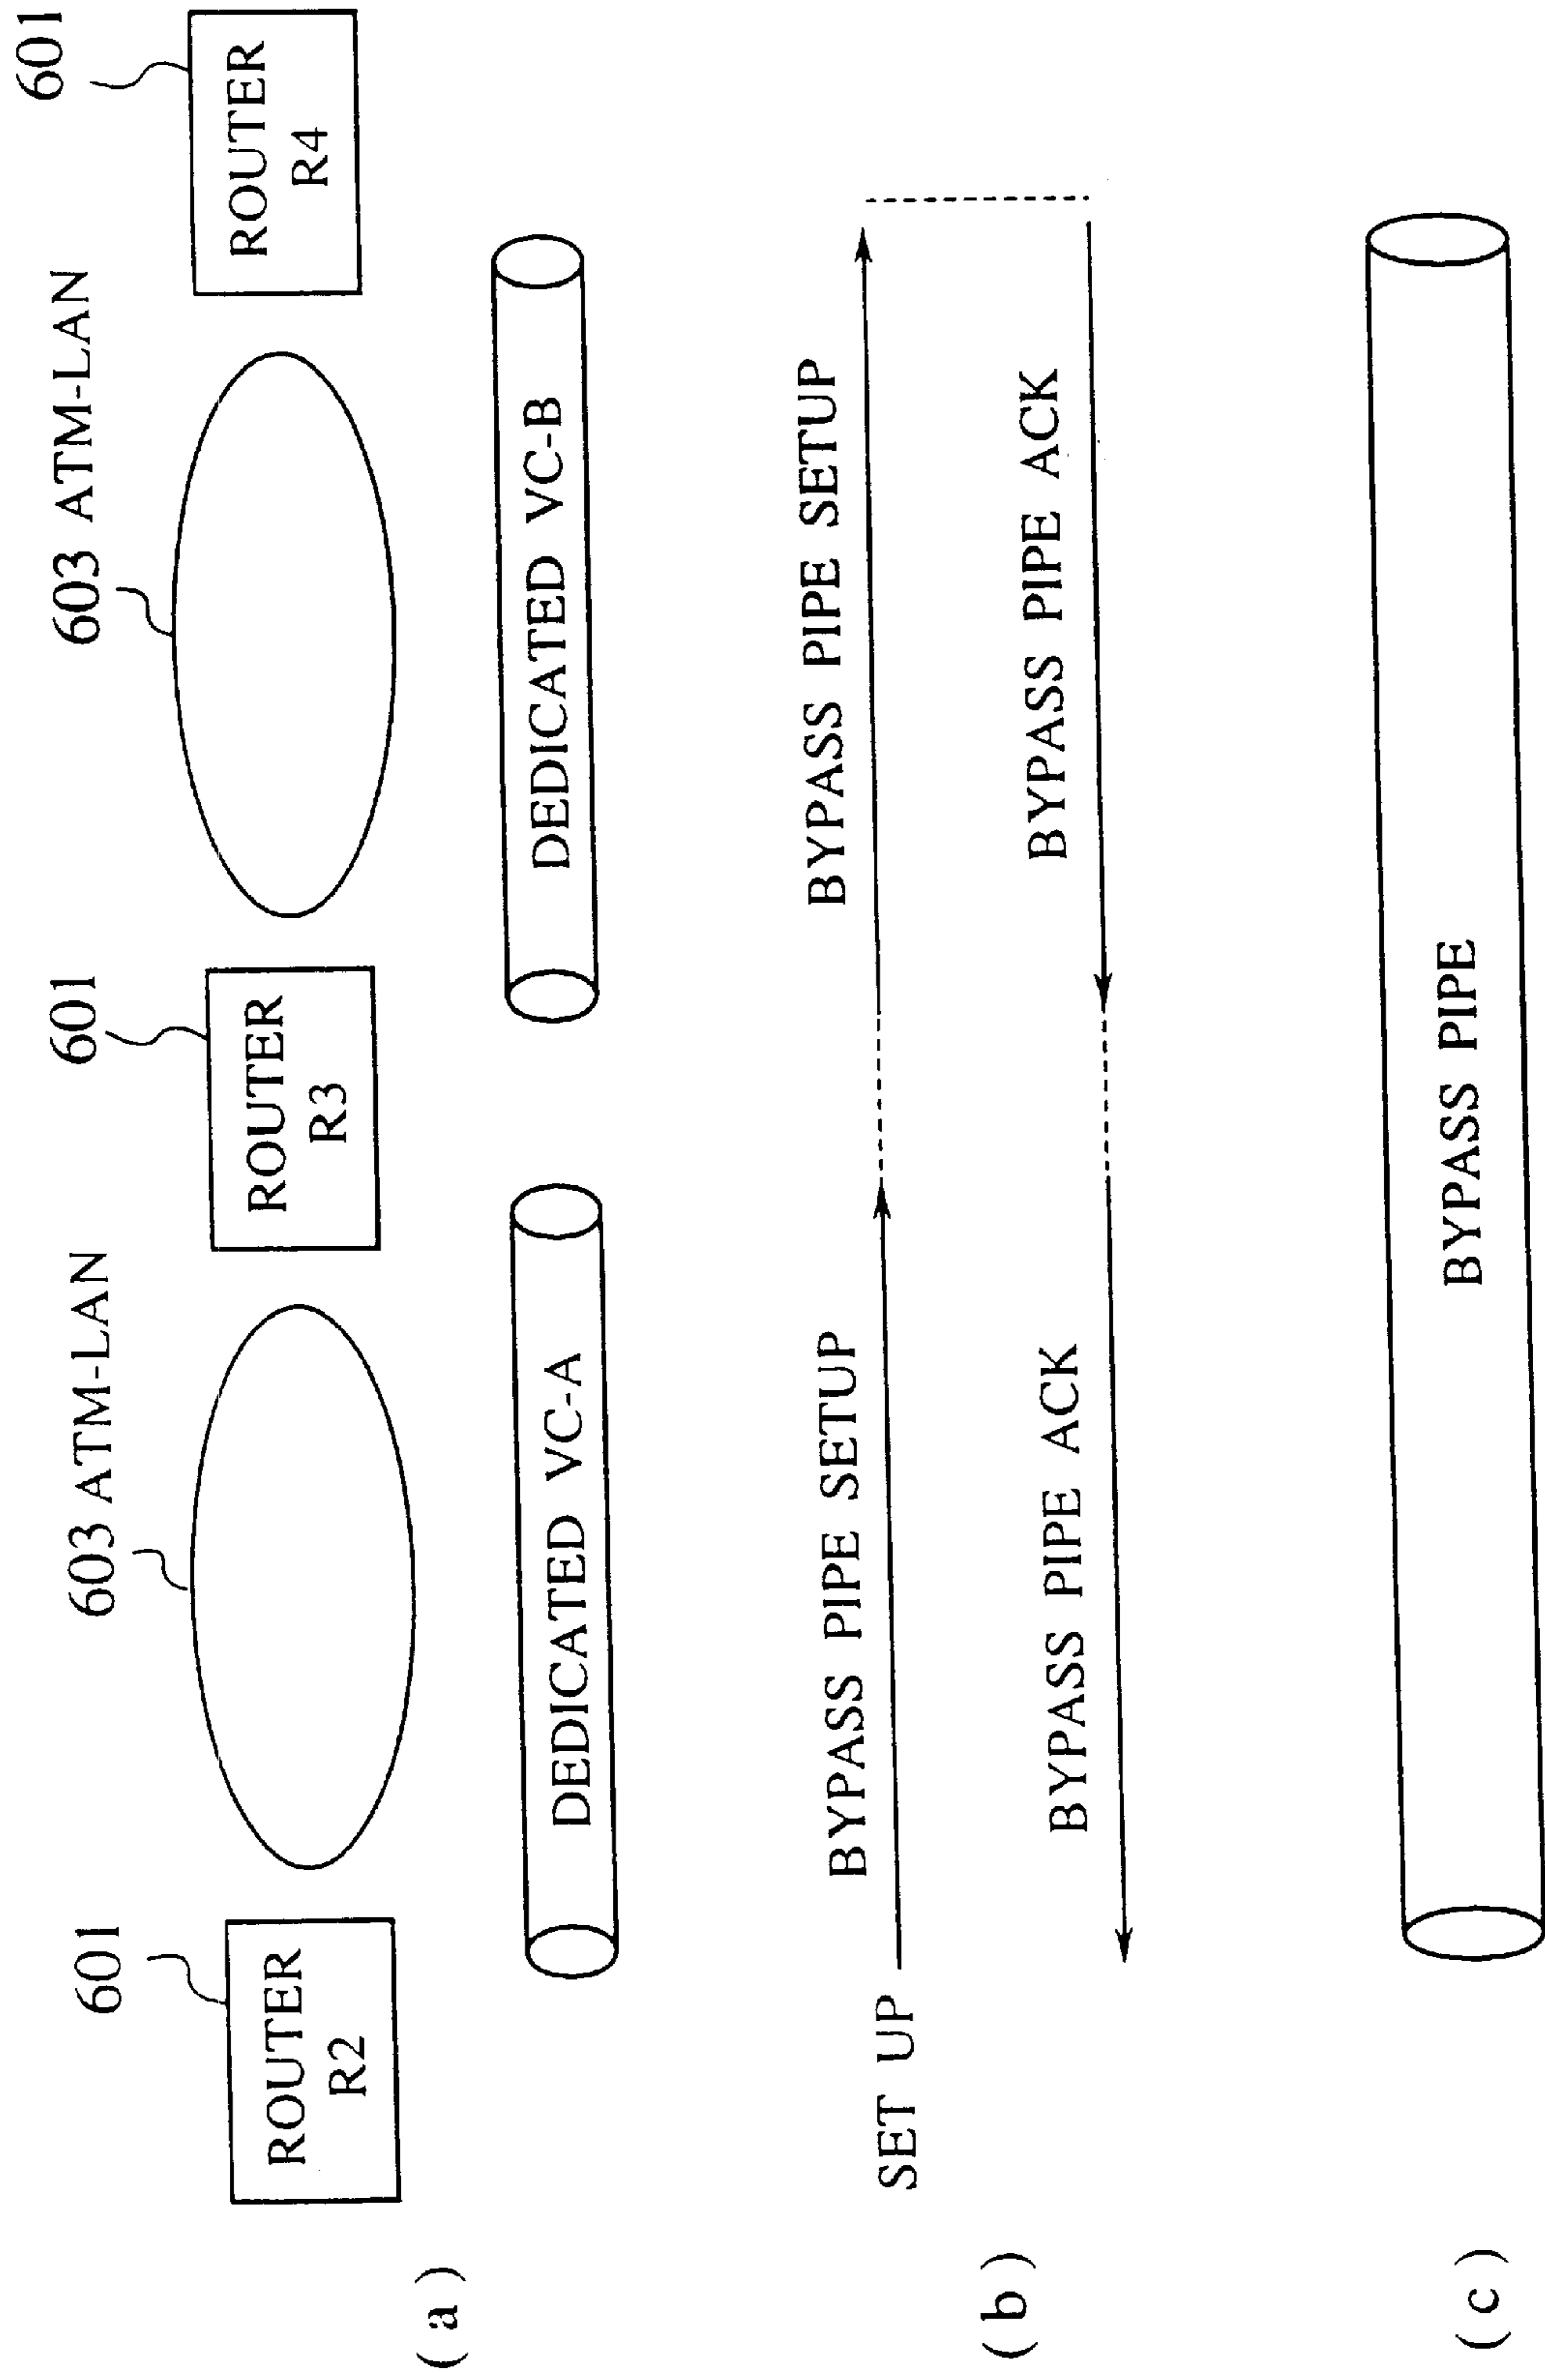 601
603 ATM-LAN
601
603 ATM-LAN
601
ROUTER
R2
ROUTER
R3
ROUTER
R4
(a)
DEDICATED VC-A
DEDICATED VC-B
(b)
SET UP
BYPASS PIPE SETUP
BYPASS PIPE SETUP
BYPASS PIPE ACK
BYPASS PIPE ACK
(c)
BYPASS PIPE